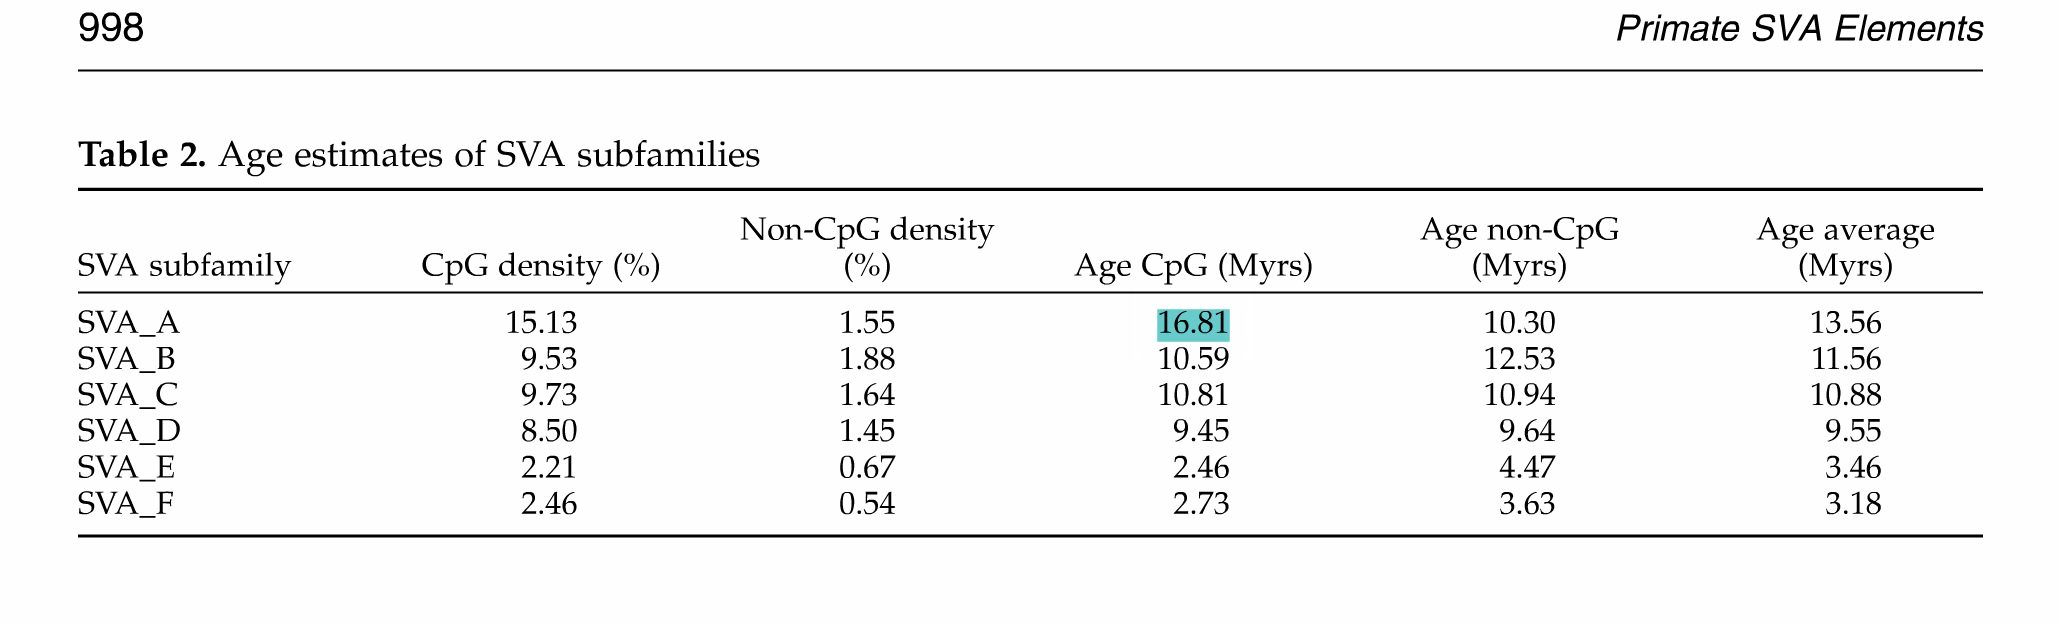 998 Primate SVA Elements
Table 2. Age estimates of SVA subfamilies
Non-CpG density Age non-CpG Age average
SVA subfamily CpG density (%) (%) Age CpG (Myrs) (Myrs) (Myrs)
SVA_A 15.13 1.55 16.81 10.30 13.56
SVA_B 9.53 1.88 10.59 12.53 11.56
SVA_C 9.73 1.64 10.81 10.94 10.88
SVA_D 8.50 1.45 9.45 9.64 9.55
SVA_E 2.21 0.67 2.46 4.47 3.46
SVA_F 2.46 0.54 2.73 3.63 3.18